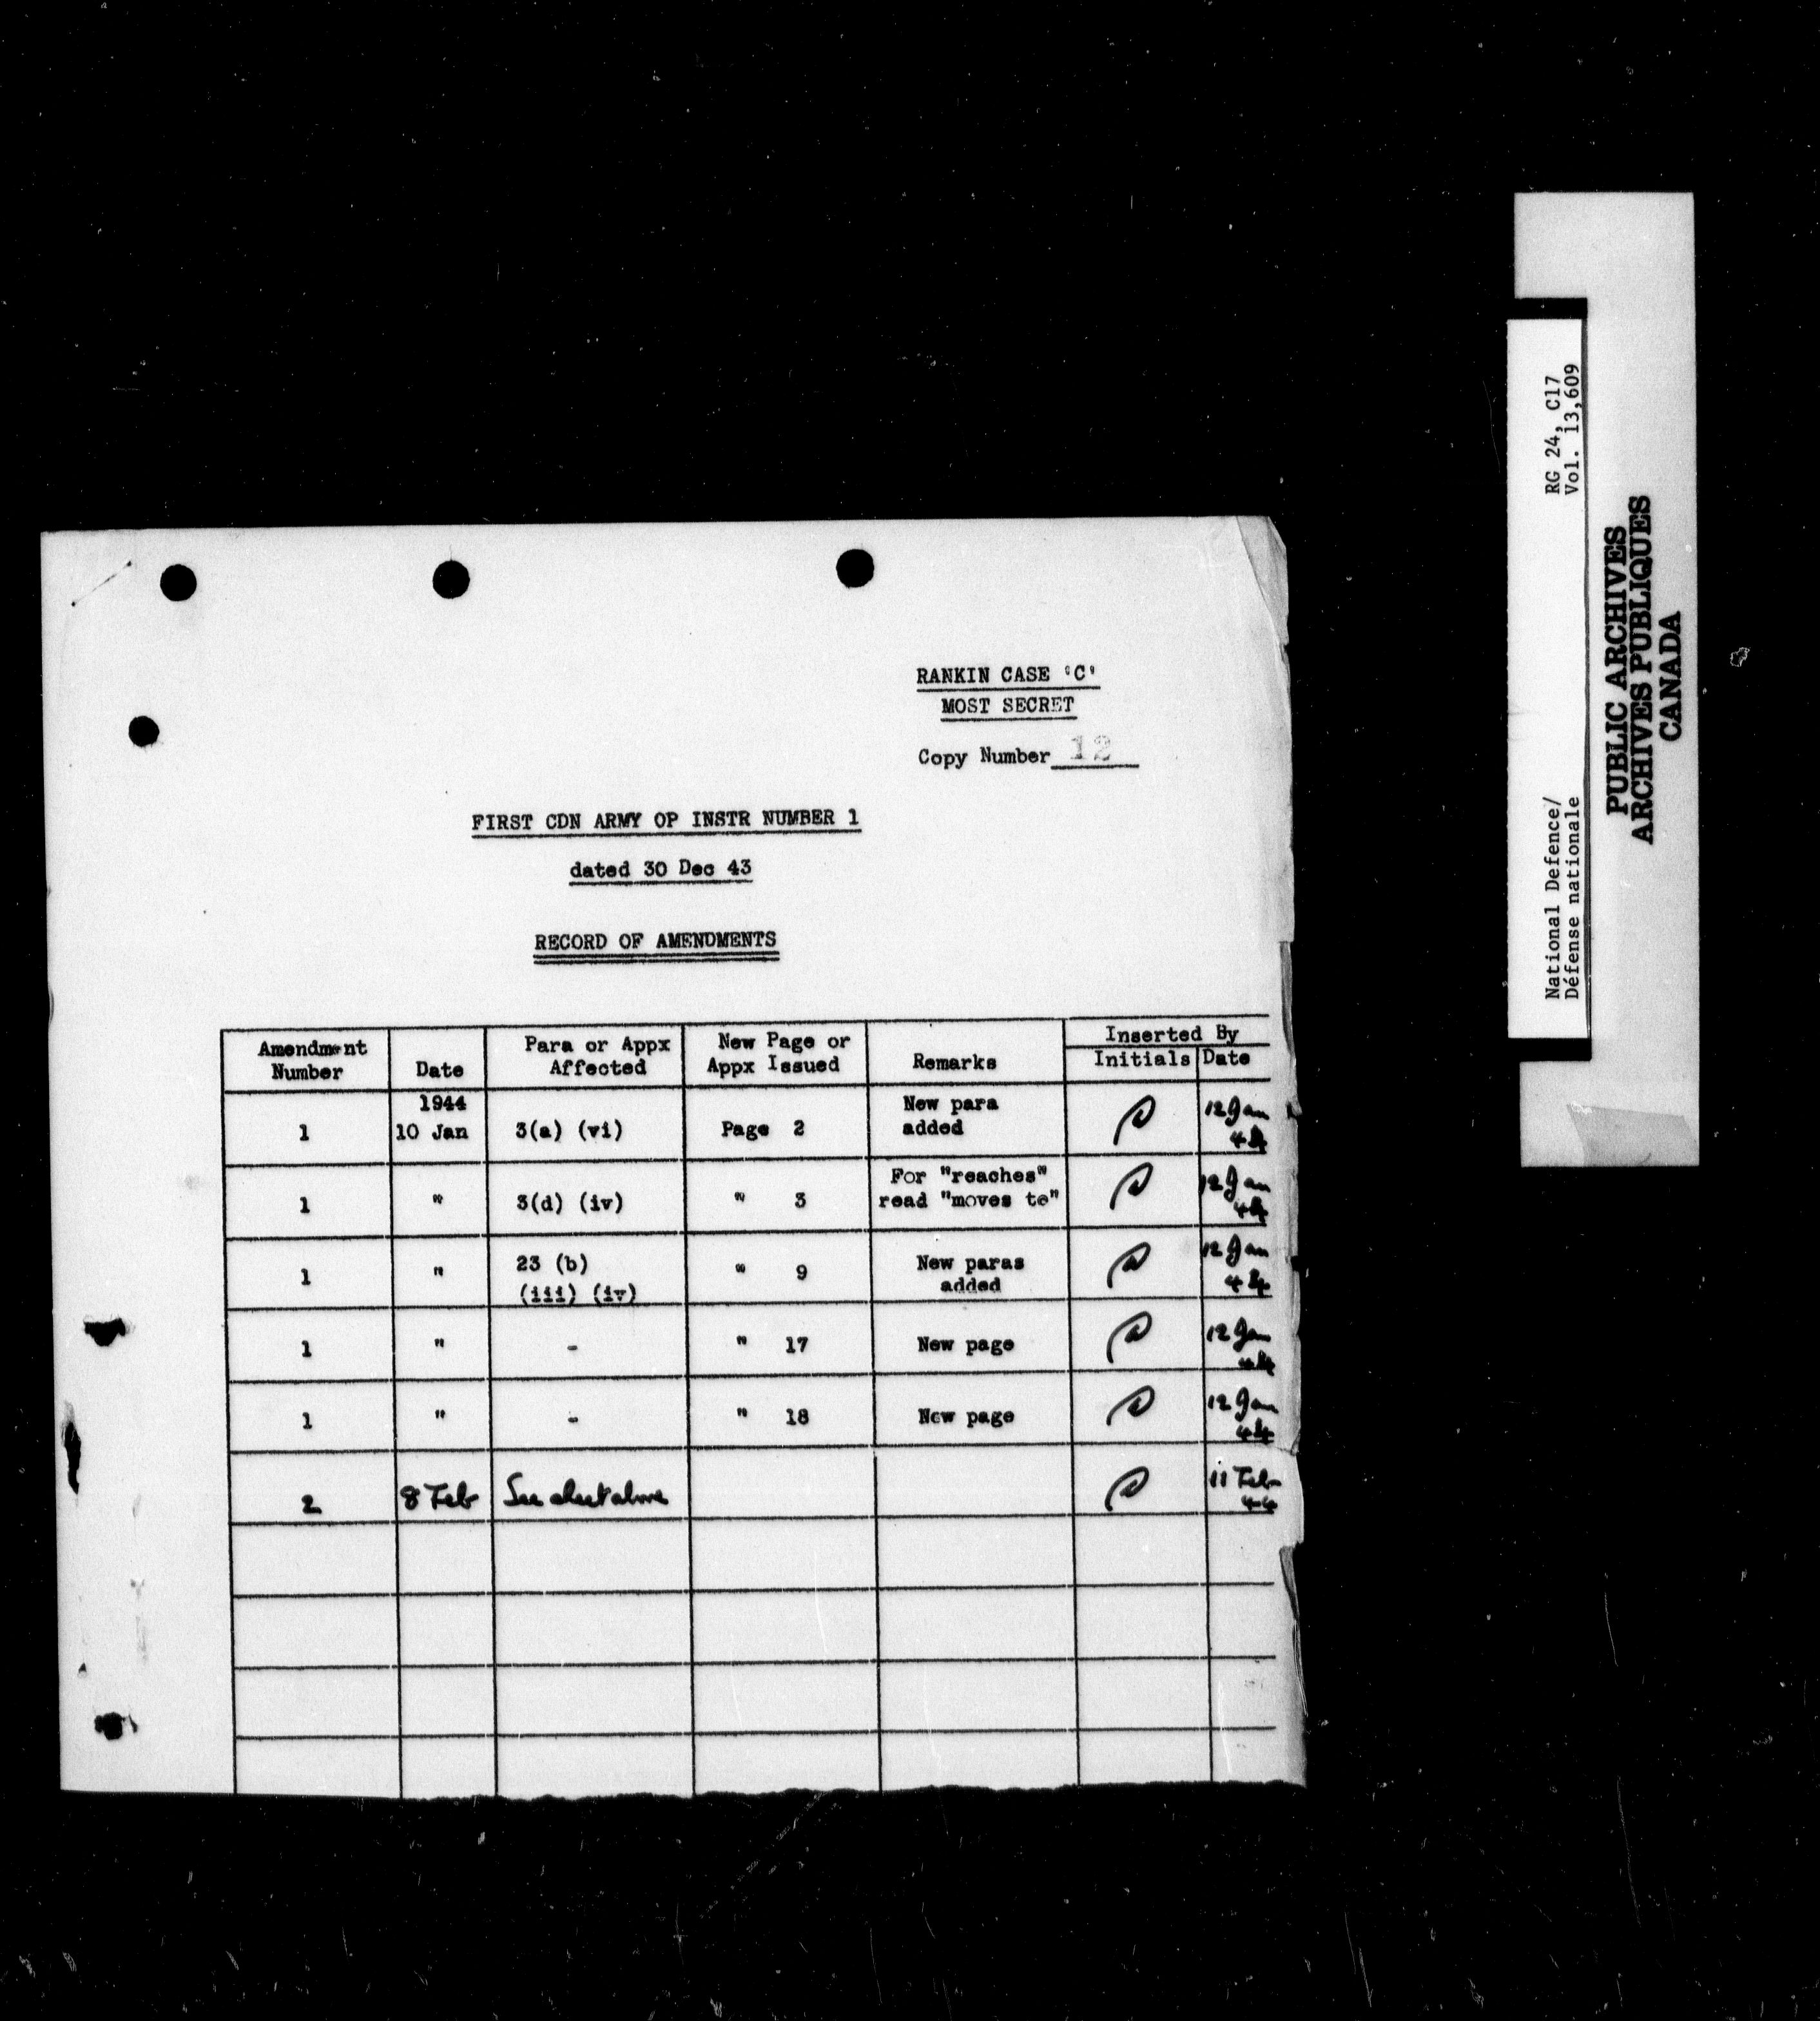 RANKIN CASE 'C'
MOST SECRET
Copy Number 12
FIRST CDN ARMY OP INSTR NUMBER 1
dated 30 Dec 43
RECORD OF AMENDMENTS
Amendment Number | Date | Para or Appx Affected | New Page or Appx Issued | Remarks | Inserted By Initials | Date
1 | 1944 10 Jan | 3(a) (vi) | Page 2 | New para added | | 12 Jan 44
1 | " | 3(d) (iv) | " 3 | For "reaches" read "moves to" | | 12 Jan 44
1 | " | 23 (b) (iii) (iv) | " 9 | New paras added | | 12 Jan 44
1 | " | - | " 17 | New page | | 12 Jan 44
1 | " | - | " 18 | New page | | 12 Jan 44
2 | 8 Feb | See sheet above | | | | 11 Feb 44
National Defence/ RG 24, C17
Défense nationale Vol. 13,609
PUBLIC ARCHIVES
ARCHIVES PUBLIQUES
CANADA